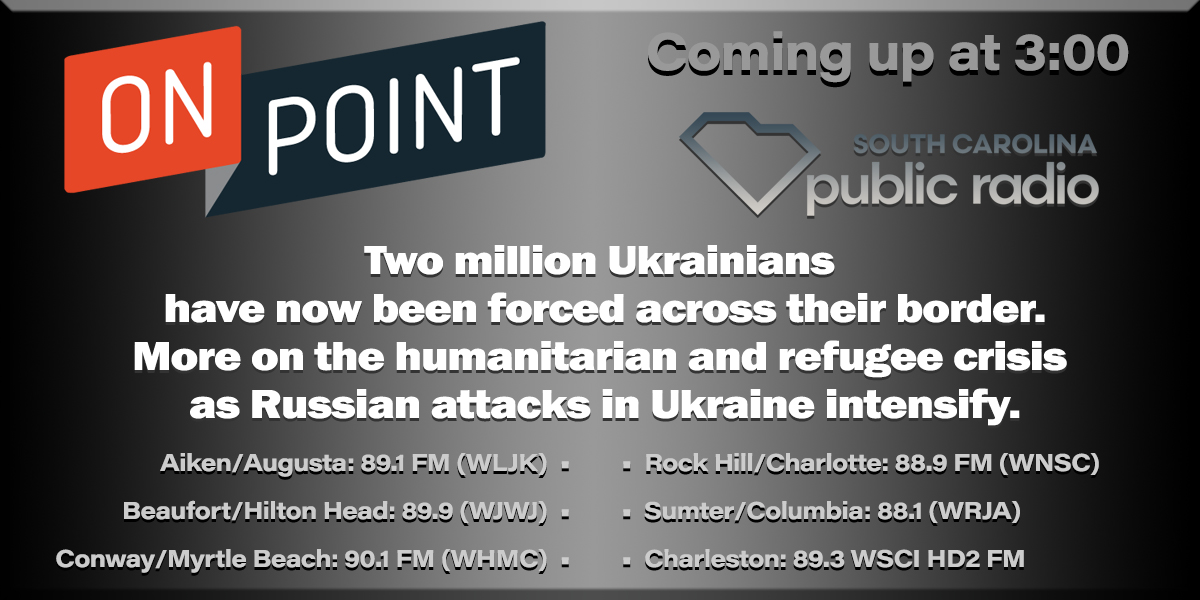 ON POINT
Coming up at 3:00
SOUTH CAROLINA
public radio
Two million Ukrainians
have now been forced across their border.
More on the humanitarian and refugee crisis
as Russian attacks in Ukraine intensify.
Aiken/Augusta: 89.1 FM (WLJK) ▪
▪ Rock Hill/Charlotte: 88.9 FM (WNSC)
Beaufort/Hilton Head: 89.9 (WJWJ) ▪
▪ Sumter/Columbia: 88.1 (WRJA)
Conway/Myrtle Beach: 90.1 FM (WHMC) ▪
▪ Charleston: 89.3 WSCI HD2 FM